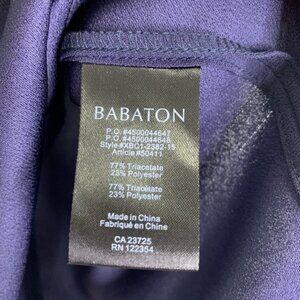 BABATON
P.O. #450004464T
P.O. #4500044648
Style #XBO1-2382-15
Article #50411
77% Triacetate
23% Polyester
77% Triacétate
23% Polyester
Made in China
Fabriqué en Chine
CA 23725
RN 122354